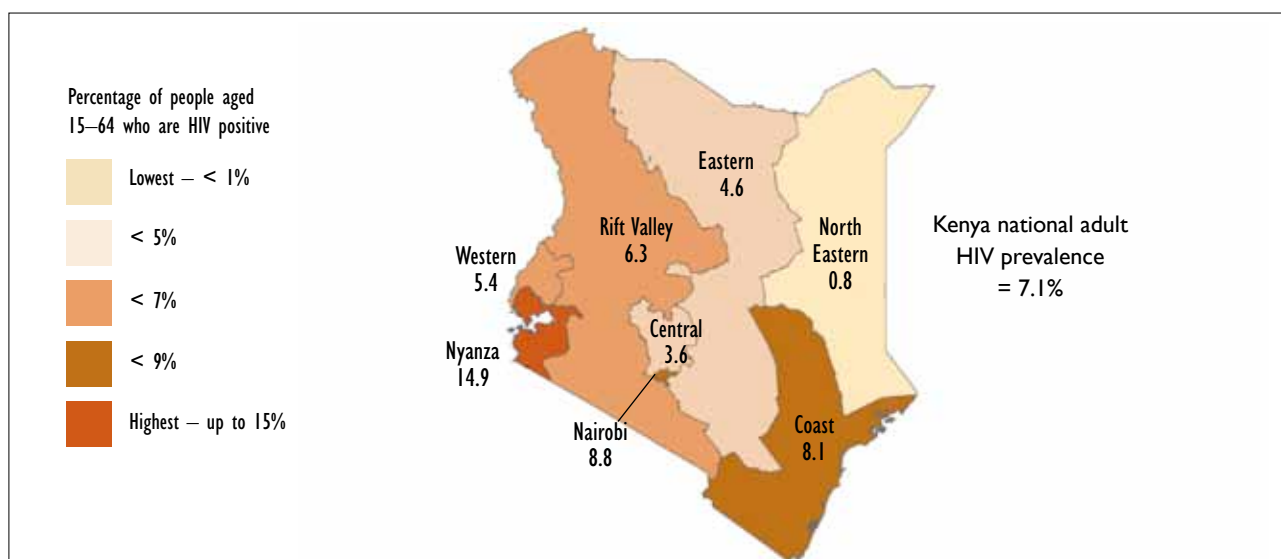 Percentage of people aged
15–64 who are HIV positive
Lowest – < 1%
< 5%
< 7%
< 9%
Highest – up to 15%
Eastern
4.6
Rift Valley
6.3
North
Eastern
0.8
Western
5.4
Central
3.6
Nyanza
14.9
Nairobi
8.8
Coast
8.1
Kenya national adult
HIV prevalence
= 7.1%